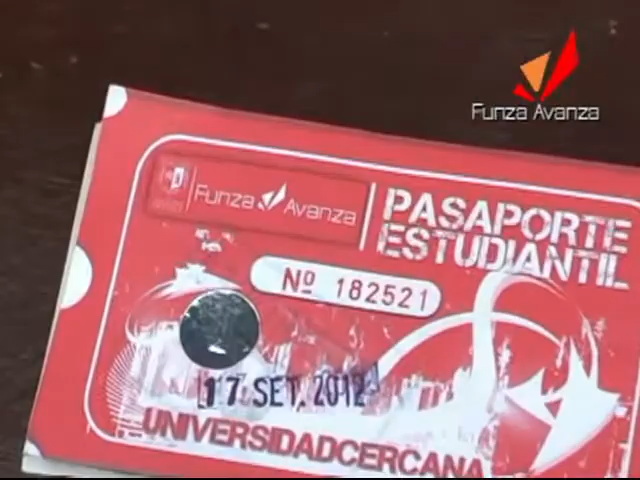 Funza Avanza
Funza Avanza
PASAPORTE
ESTUDIANTIL
Nº 182521
17 SET. 2012
UNIVERSIDADCERCANA